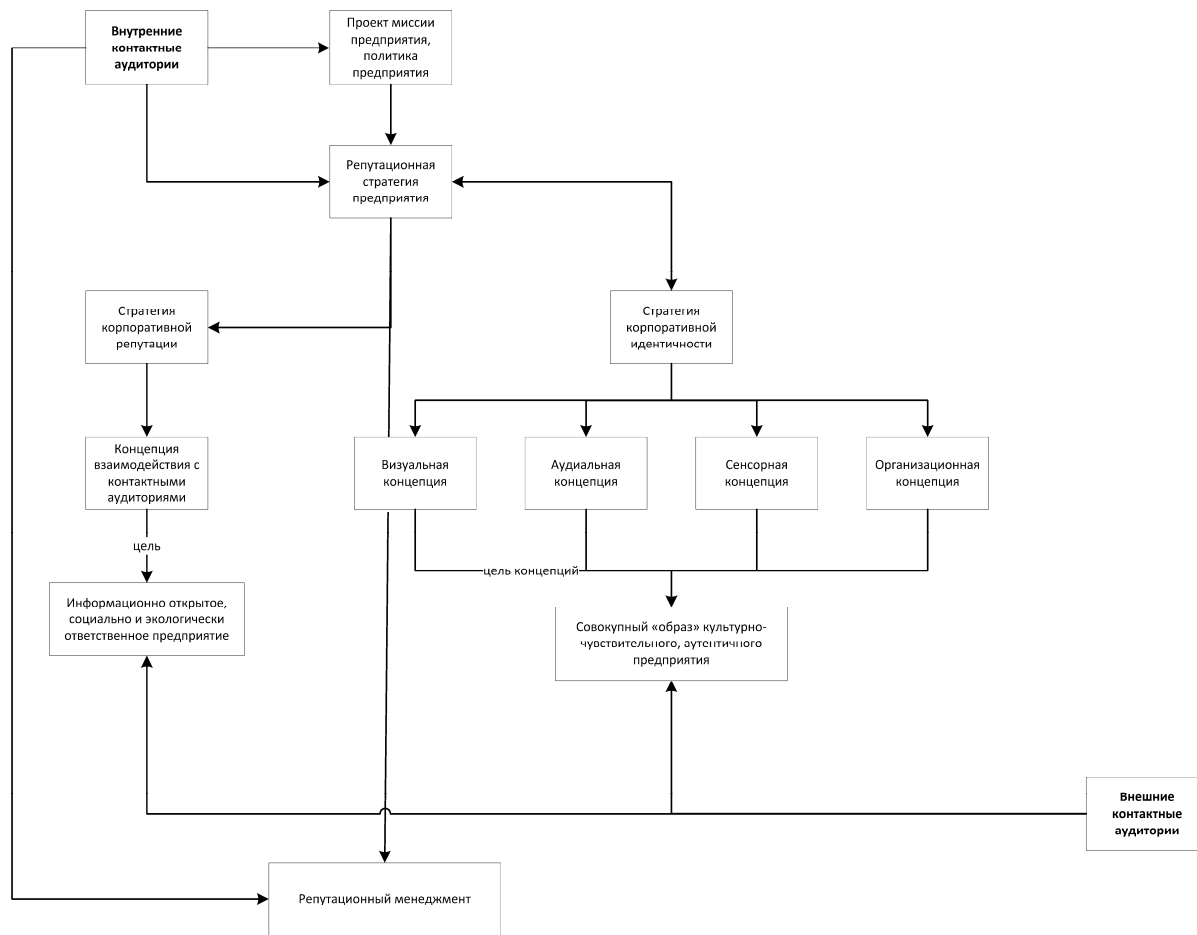 Внутренние
контактные
аудитории
Проект миссии
предприятия,
политика
предприятия
Репутационная
стратегия
предприятия
Стратегия
корпоративной
репутации
Стратегия
корпоративной
идентичности
Концепция
взаимодействия с
контактными
аудиториями
Визуальная
концепция
Аудиальная
концепция
Сенсорная
концепция
Организационная
концепция
цель
цель концепций
Информационно открытое,
социально и экологически
ответственное предприятие
Совокупный «образ» культурно-
чувствительного, аутентичного
предприятия
Внешние
контактные
аудитории
Репутационный менеджмент